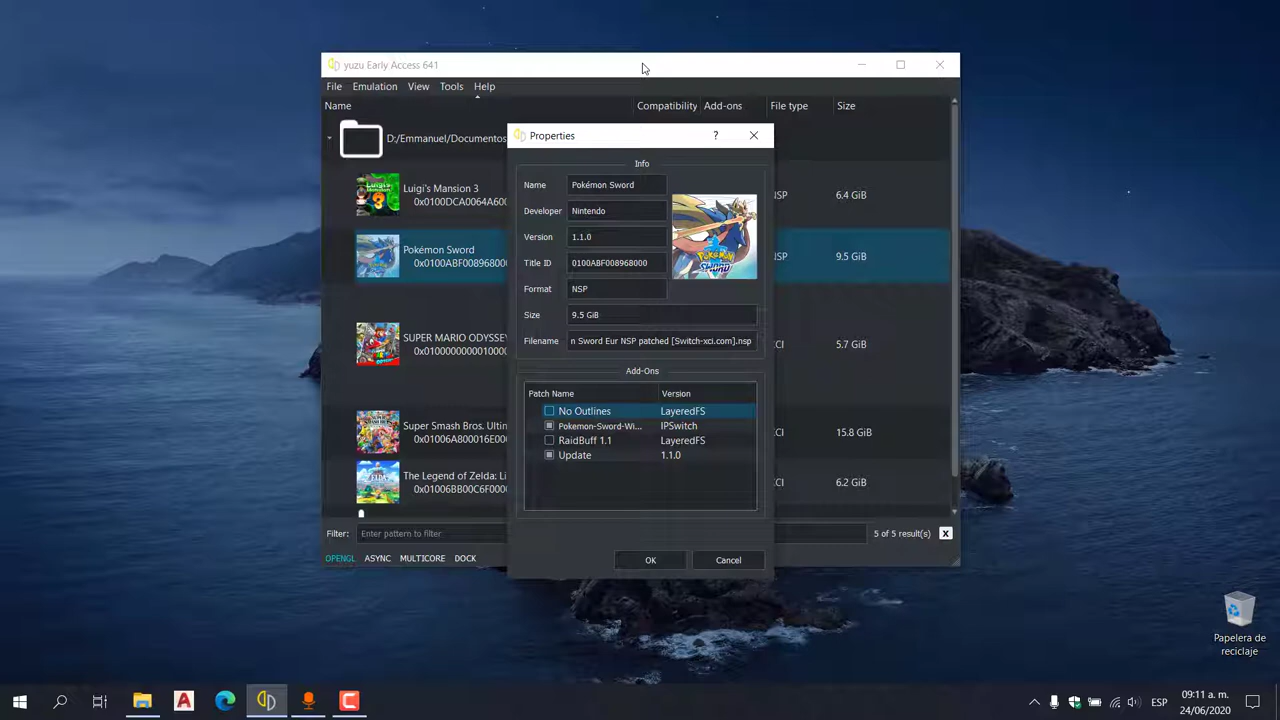 yuzu Early Access 641
File Emulation View Tools Help
Name Compatibility Add-ons File type Size
D:/Emmanuel/Documentos
Luigi's Mansion 3
0x0100DCA0064A600
NSP 6.4 GiB
Pokémon Sword
0x0100ABF008968000
NSP 9.5 GiB
SUPER MARIO ODYSSEY
0x0100000000010000
XCI 5.7 GiB
Super Smash Bros. Ultim
0x01006A800016E00
XCI 15.8 GiB
The Legend of Zelda: Li
0x01006BB00C6F000
XCI 6.2 GiB
Filter: Enter pattern to filter 5 of 5 result(s) X
OPENGL ASYNC MULTICORE DOCK
Properties ?
Info
Name Pokémon Sword
Developer Nintendo
Version 1.1.0
Title ID 0100ABF008968000
Format NSP
Size 9.5 GiB
Filename n Sword Eur NSP patched [Switch-xci.com].nsp
POKÉMON
SWORD
Add-Ons
Patch Name Version
No Outlines LayeredFS
Pokemon-Sword-Wi... IPSwitch
RaidBuff 1.1 LayeredFS
Update 1.1.0
OK Cancel
Papelera de
reciclaje
ESP
09:11 a. m.
24/06/2020